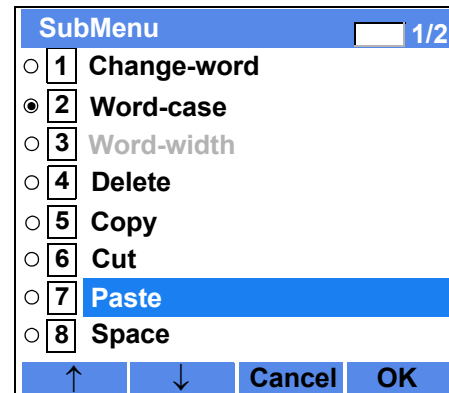 SubMenu 1/2
1 Change-word
2 Word-case
3 Word-width
4 Delete
5 Copy
6 Cut
7 Paste
8 Space
↑ ↓ Cancel OK